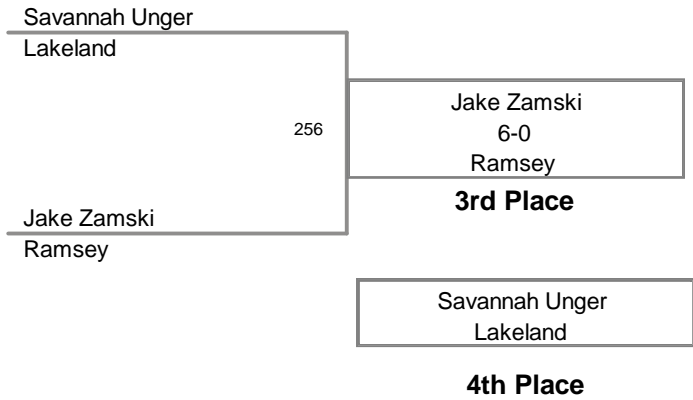 Savannah Unger
Lakeland
256
Jake Zamski
6-0
Ramsey
3rd Place
Jake Zamski
Ramsey
Savannah Unger
Lakeland
4th Place